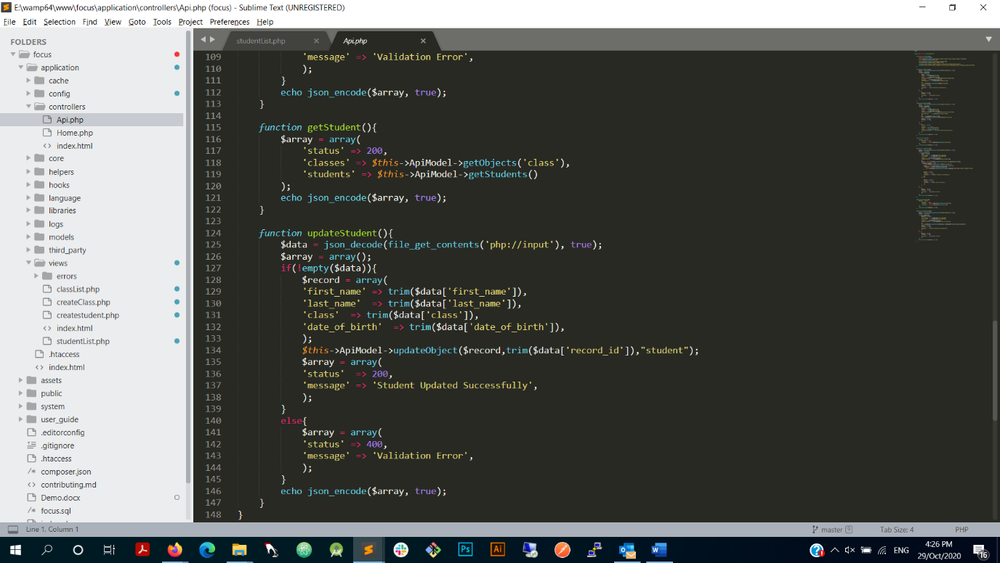 E:\wamp64\www\focus\application\controllers\Api.php (focus) - Sublime Text (UNREGISTERED)
File Edit Selection Find View Goto Tools Project Preferences Help
FOLDERS
focus
application
cache
config
controllers
Api.php
Home.php
index.html
core
helpers
hooks
language
libraries
logs
models
third_party
views
errors
classList.php
createClass.php
createstudent.php
index.html
studentList.php
.htaccess
index.html
assets
public
system
user_guide
.editorconfig
.gitignore
.htaccess
composer.json
contributing.md
Demo.docx
focus.sql
studentList.php Api.php
109 'message' => 'Validation Error',
110 );
111 }
112 echo json_encode($array, true);
113 }
114
115 function getStudent(){
116 $array = array(
117 'status' => 200,
118 'classes' => $this->ApiModel->getObjects('class'),
119 'students' => $this->ApiModel->getStudents()
120 );
121 echo json_encode($array, true);
122 }
123
124 function updateStudent(){
125 $data = json_decode(file_get_contents('php://input'), true);
126 $array = array();
127 if(!empty($data)){
128 $record = array(
129 'first_name' => trim($data['first_name']),
130 'last_name' => trim($data['last_name']),
131 'class' => trim($data['class']),
132 'date_of_birth' => trim($data['date_of_birth']),
133 );
134 $this->ApiModel->updateObject($record,trim($data['record_id']),"student");
135 $array = array(
136 'status' => 200,
137 'message' => 'Student Updated Successfully',
138 );
139 }
140 else{
141 $array = array(
142 'status' => 400,
143 'message' => 'Validation Error',
144 );
145 }
146 echo json_encode($array, true);
147 }
148 }
Line 1, Column 1 master 9 Tab Size: 4 PHP
ENG
4:26 PM
29/Oct/2020
16
Ps
Ai